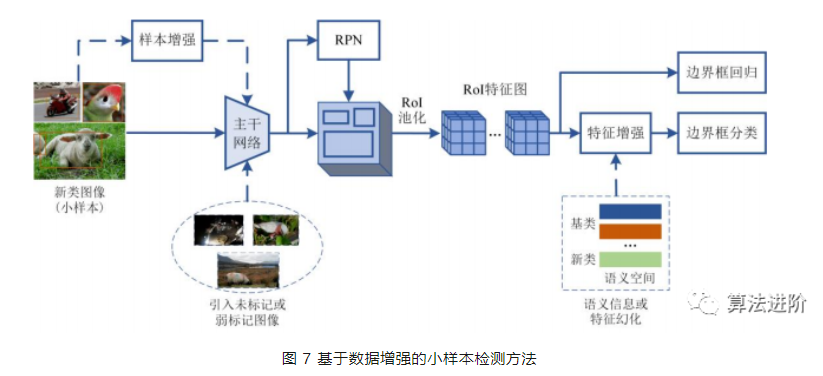 样本增强
RPN
主干
网络
RoI
池化
RoI特征图
...
边界框回归
特征增强
边界框分类
新类图像
(小样本)
引入未标记或
弱标记图像
基类
...
新类
语义空间
语义信息或
特征幻化
算法进阶
图 7 基于数据增强的小样本检测方法